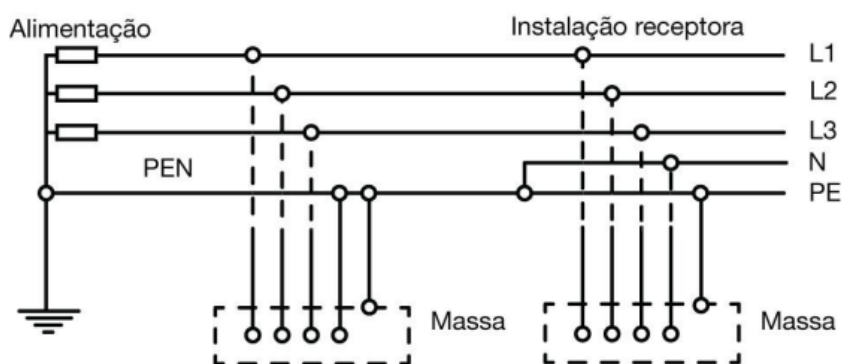 Alimentação
Instalação receptora
L1
L2
L3
N
PEN
PE
Massa
Massa